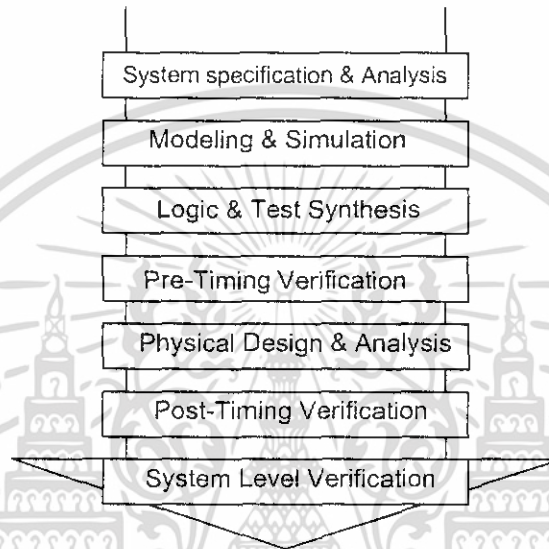 System specification & Analysis
Modeling & Simulation
Logic & Test Synthesis
Pre-Timing Verification
Physical Design & Analysis
Post-Timing Verification
System Level Verification